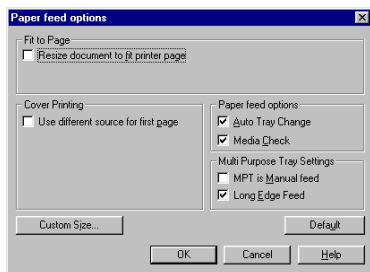 Paper feed options
Fit to Page
Resize document to fit printer page
Cover Printing
Use different source for first page
Paper feed options
Auto Tray Change
Media Check
Multi Purpose Tray Settings
MPT is Manual feed
Long Edge Feed
Custom Size...
Default
OK
Cancel
Help